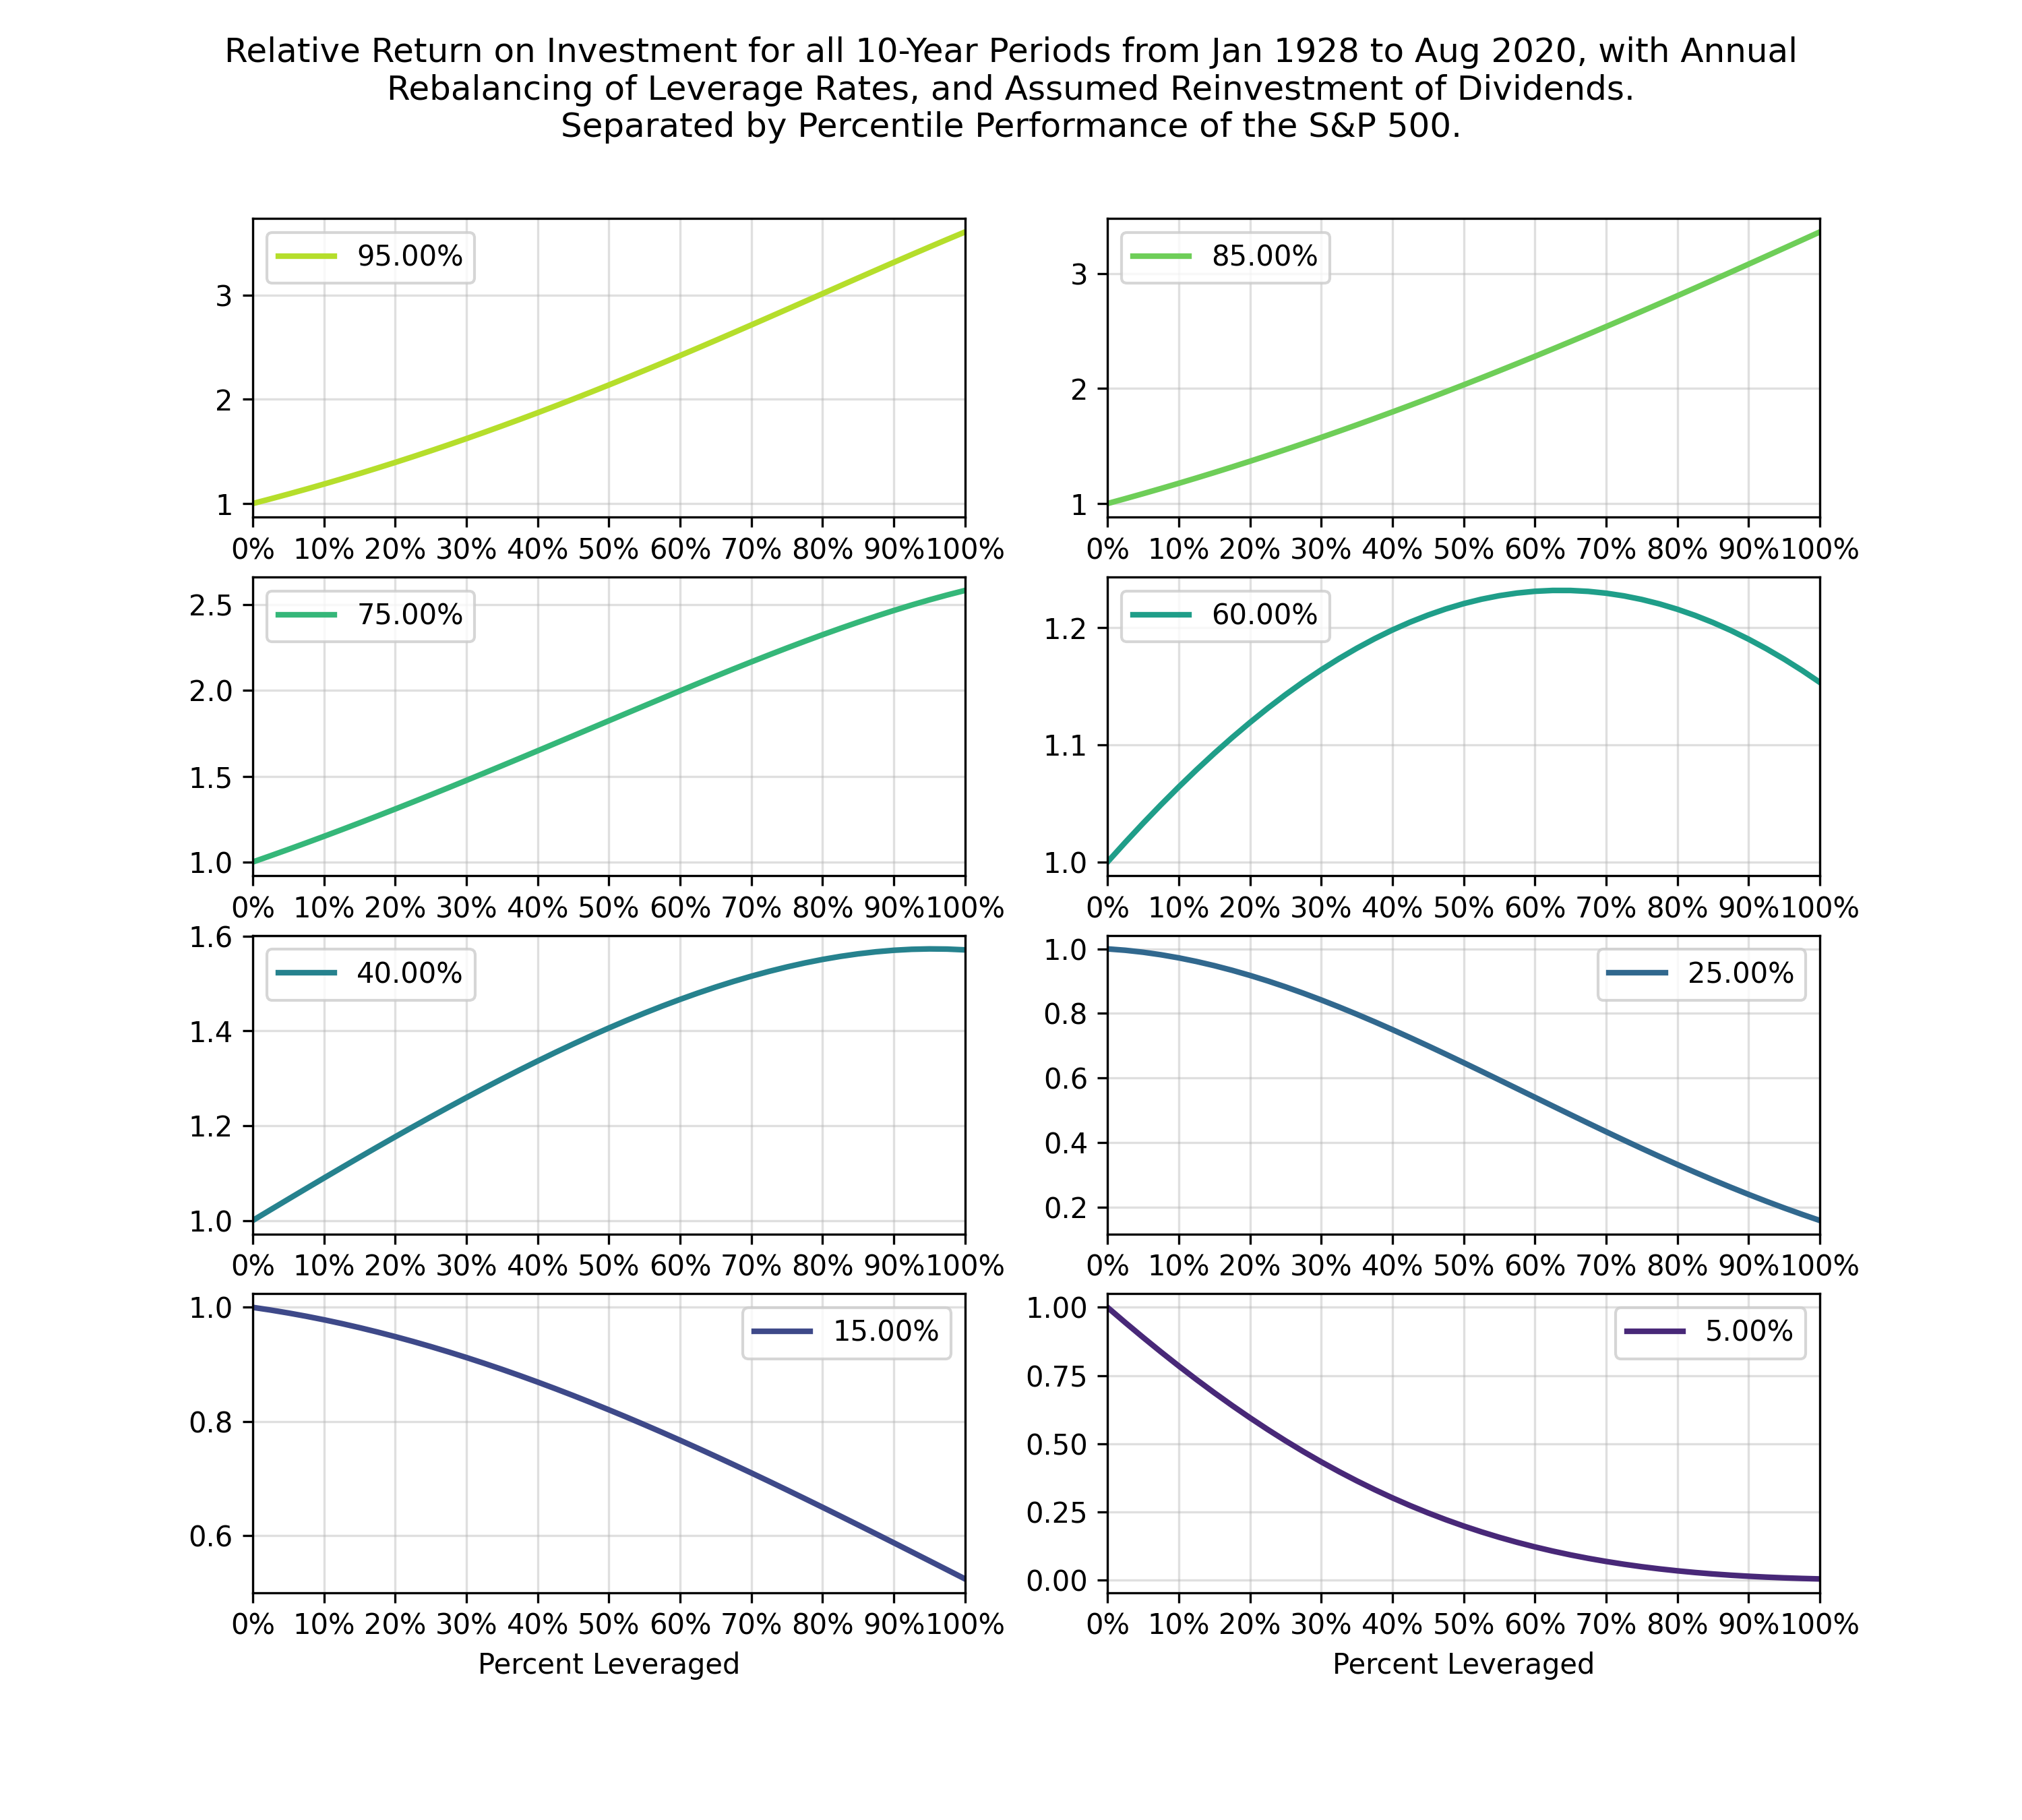 Relative Return on Investment for all 10-Year Periods from Jan 1928 to Aug 2020, with Annual
Rebalancing of Leverage Rates, and Assumed Reinvestment of Dividends.
Separated by Percentile Performance of the S&P 500.
95.00%
3
2
1
0% 10% 20% 30% 40% 50% 60% 70% 80% 90% 100%
85.00%
3
2
1
0% 10% 20% 30% 40% 50% 60% 70% 80% 90% 100%
75.00%
2.5
2.0
1.5
1.0
0% 10% 20% 30% 40% 50% 60% 70% 80% 90% 100%
60.00%
1.2
1.1
1.0
0% 10% 20% 30% 40% 50% 60% 70% 80% 90% 100%
40.00%
1.6
1.4
1.2
1.0
0% 10% 20% 30% 40% 50% 60% 70% 80% 90% 100%
25.00%
1.0
0.8
0.6
0.4
0.2
0% 10% 20% 30% 40% 50% 60% 70% 80% 90% 100%
15.00%
1.0
0.8
0.6
0% 10% 20% 30% 40% 50% 60% 70% 80% 90% 100%
Percent Leveraged
5.00%
1.00
0.75
0.50
0.25
0.00
0% 10% 20% 30% 40% 50% 60% 70% 80% 90% 100%
Percent Leveraged